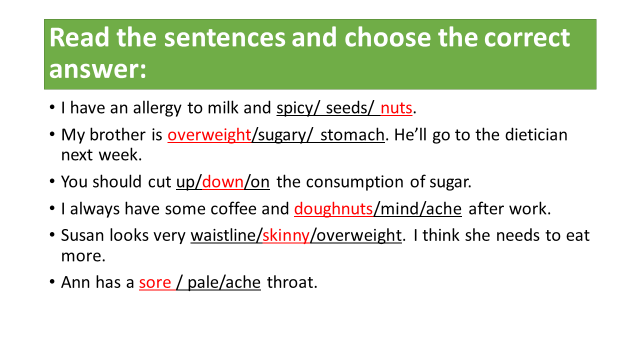 Read the sentences and choose the correct
answer:
• I have an allergy to milk and spicy/ seeds/ nuts.
• My brother is overweight/sugary/ stomach. He’ll go to the dietician
next week.
• You should cut up/down/on the consumption of sugar.
• I always have some coffee and doughnuts/mind/ache after work.
• Susan looks very waistline/skinny/overweight. I think she needs to eat
more.
• Ann has a sore / pale/ache throat.